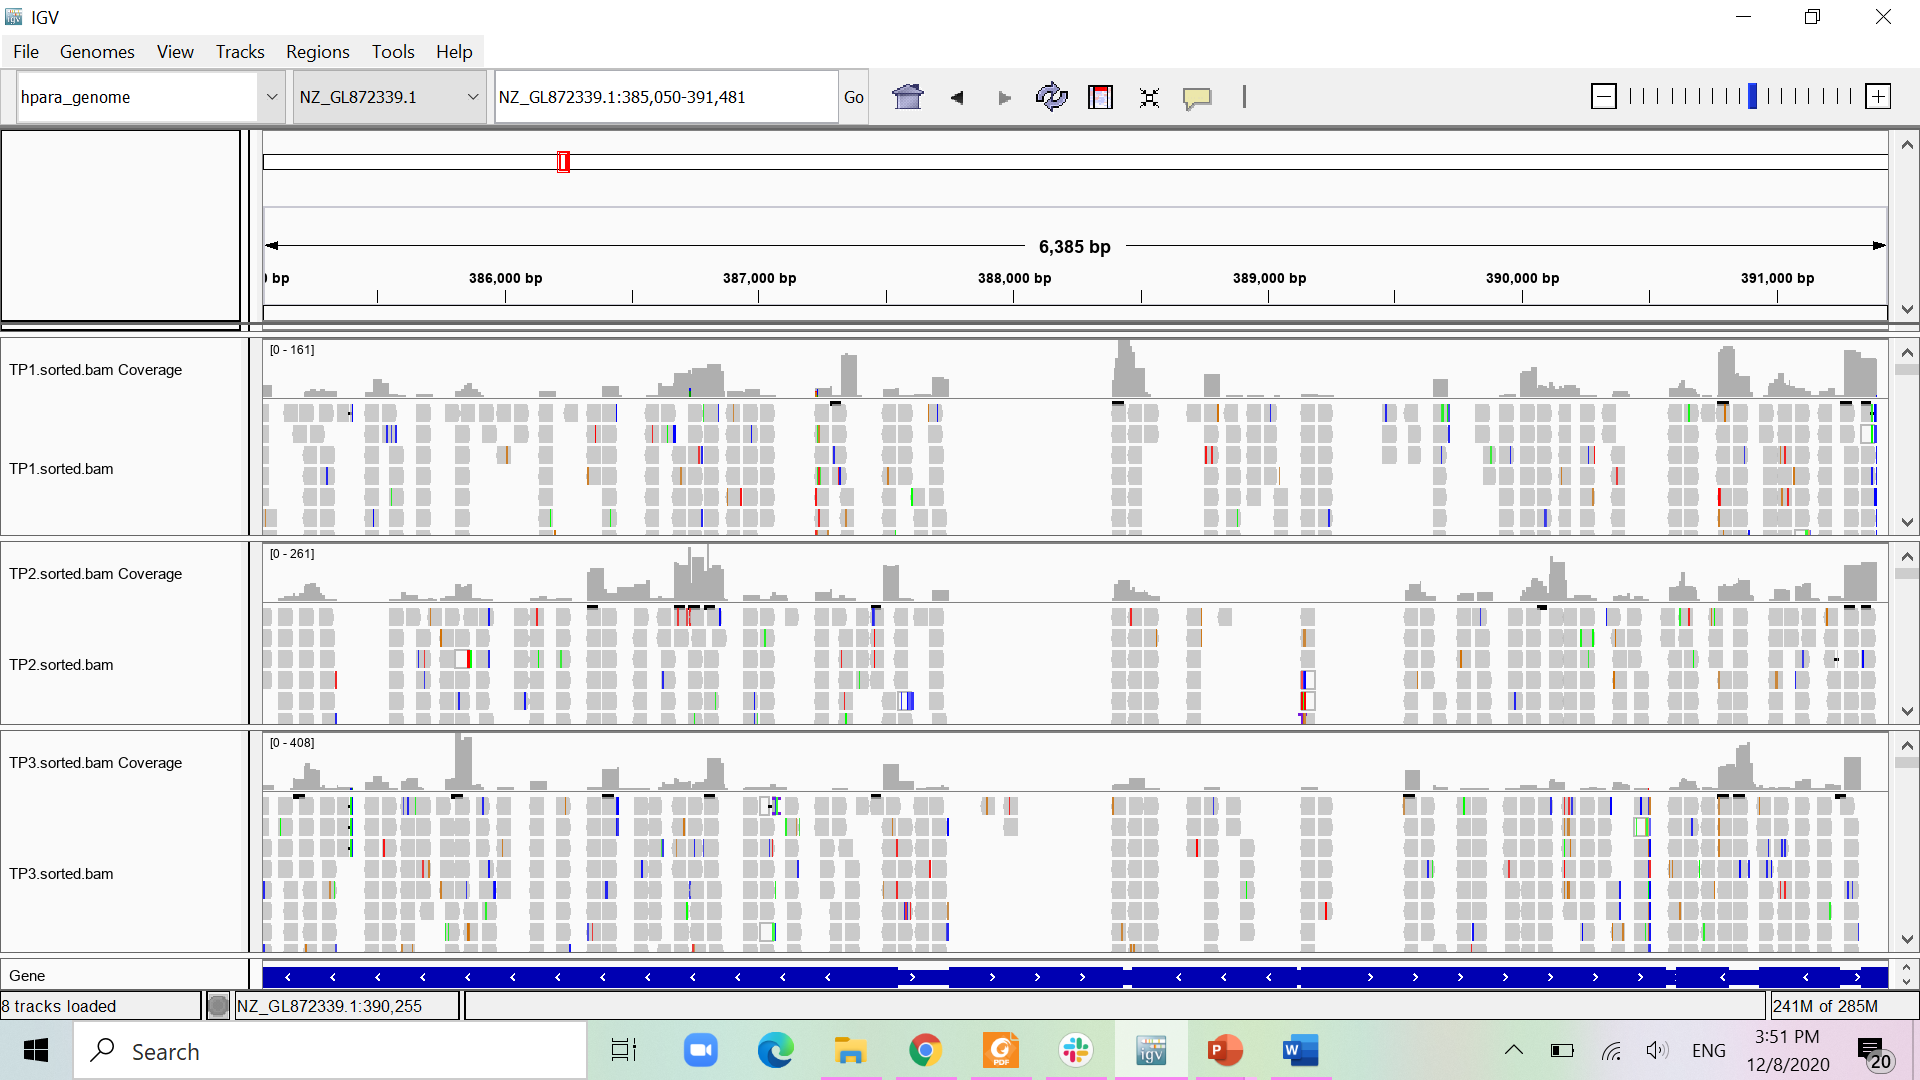 IGV
File Genomes View Tracks Regions Tools Help
hpara_genome NZ_GL872339.1 NZ_GL872339.1:385,050-391,481 Go
6,385 bp
bp 386,000 bp 387,000 bp 388,000 bp 389,000 bp 390,000 bp 391,000 bp
[0 - 161]
TP1.sorted.bam Coverage
TP1.sorted.bam
[0 - 261]
TP2.sorted.bam Coverage
TP2.sorted.bam
[0 - 408]
TP3.sorted.bam Coverage
TP3.sorted.bam
Gene
8 tracks loaded NZ_GL872339.1:390,255 241M of 285M
Search
PDF
igv
P
W
ENG
3:51 PM
12/8/2020
20